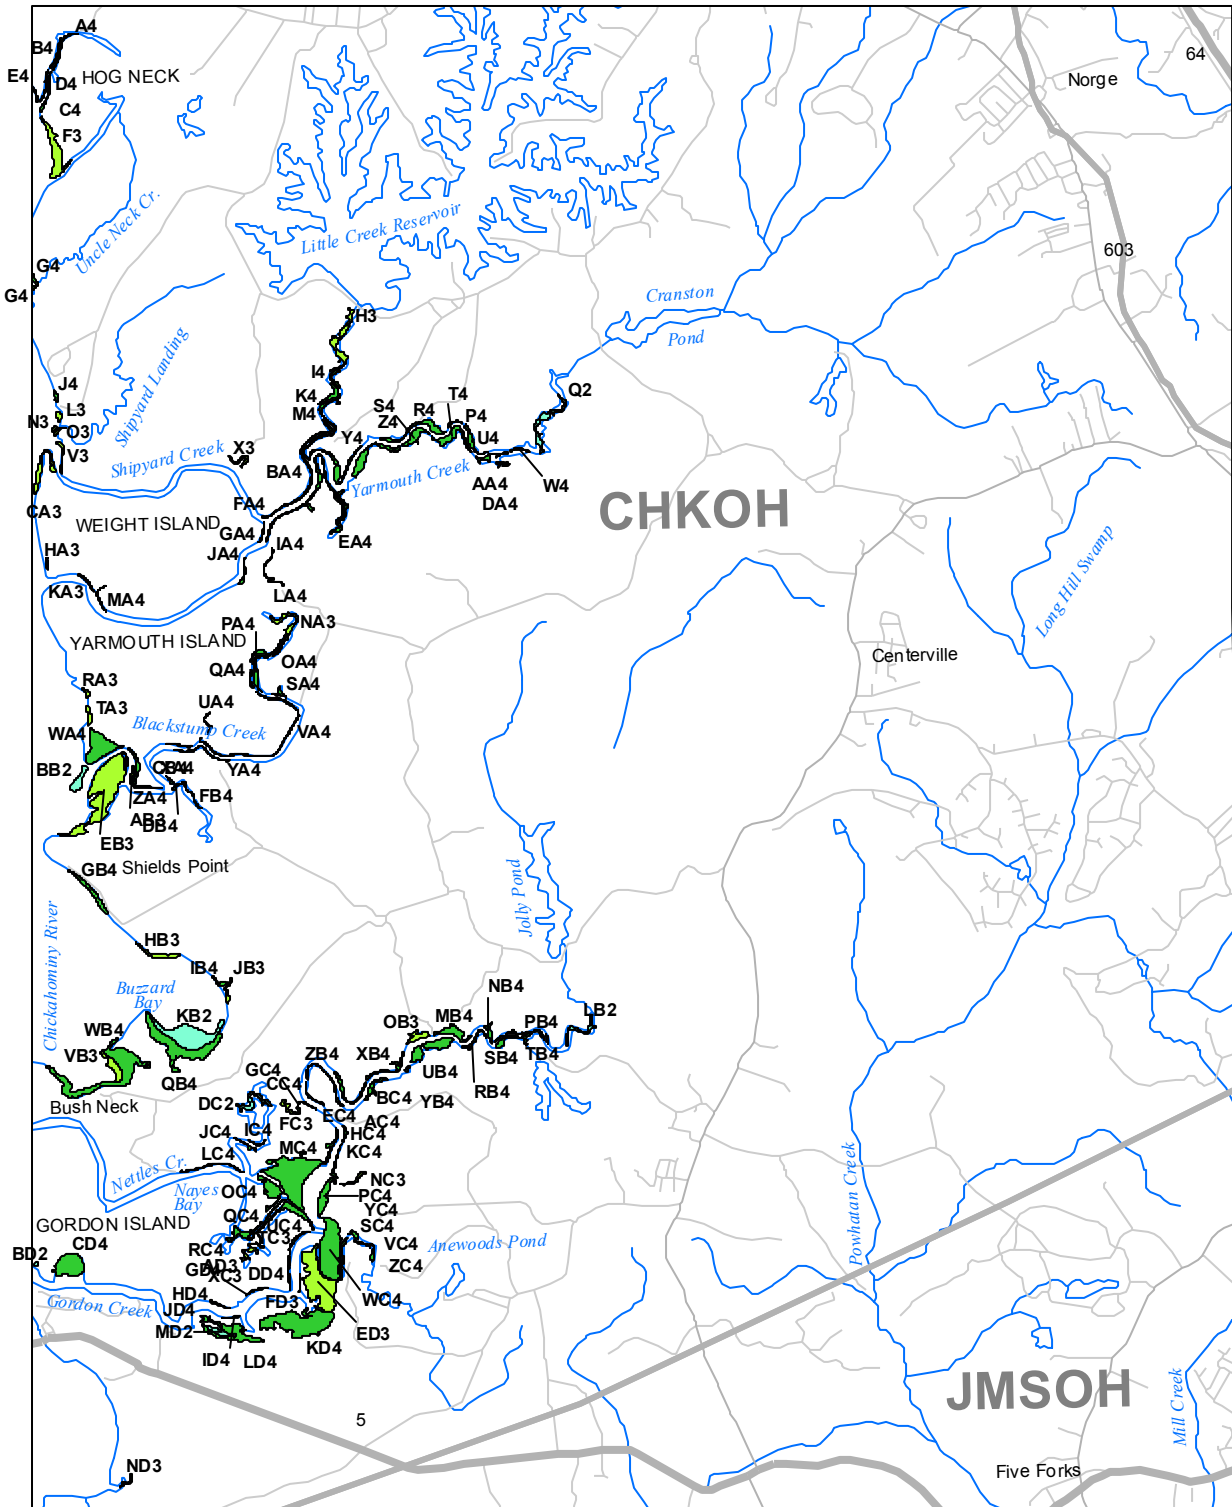 A4
B4
64
E4
HOG NECK
D4
Norge
C4
F3
Uncle Neck Cr.
Little Creek Reservoir
603
G4
G4
Cranston
Pond
H3
Shipyard Landing
I4
J4
K4
T4
Q2
L3
M4
S4
R4
P4
N3
O3
Z4
U4
V3
X3
Y4
Shipyard Creek
BA4
Yarmouth Creek
AA4
W4
DA4
CA3
FA4
CHKOH
WEIGHT ISLAND
GA4
IA4
EA4
HA3
JA4
Long Hill Swamp
KA3
MA4
LA4
PA4
NA3
YARMOUTH ISLAND
Centerville
OA4
QA4
RA3
SA4
UA4
TA3
Blackstump Creek
VA4
WA4
BB2
CB4
YA4
ZA4
FB4
AB3
DB4
EB3
GB4
Shields Point
Jolly Pond
Chickahominy River
HB3
IB4
JB3
Buzzard
Bay
KB2
NB4
LB2
WB4
OB3
MB4
PB4
VB3
ZB4
XB4
SB4
TB4
QB4
GC4
CC4
UB4
RB4
Bush Neck
DC2
BC4
YB4
FC3
EC4
AC4
JC4
IC4
HC4
MC4
KC4
LC4
Nettles Cr.
NC3
Nayes
Bay
OC4
PC4
YC4
Powhatan Creek
GORDON ISLAND
QC4
UC4
SC4
TC3
Anewoods Pond
BD2
CD4
RC4
AD3
VC4
ZC4
GD4
XC3
DD4
HD4
FD3
WC4
Gordon Creek
JD4
ED3
MD2
KD4
ID4
LD4
JMSOH
Mill Creek
5
ND3
Five Forks